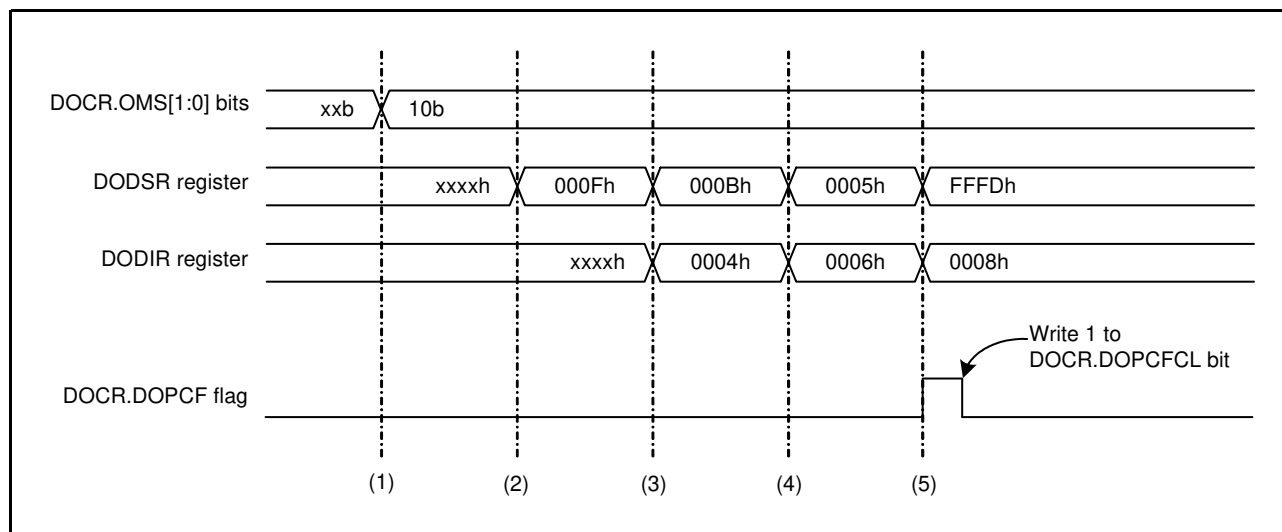 DOCR.OMS[1:0] bits xxb 10b
DODSR register xxxxh 000Fh 000Bh 0005h FFFDh
DODIR register xxxxh 0004h 0006h 0008h
Write 1 to
DOCR.DOPCFCL bit
DOCR.DOPCF flag
(1) (2) (3) (4) (5)